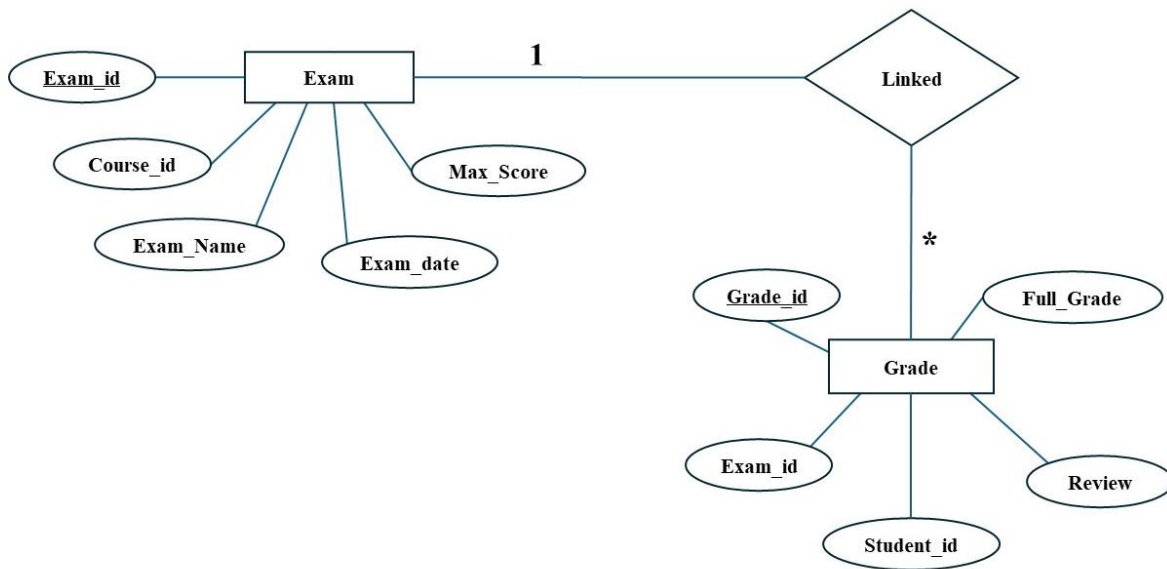 1
Exam_id
Exam
Linked
Course_id
Max_Score
Exam_Name
Exam_date
*
Grade_id
Full_Grade
Grade
Exam_id
Review
Student_id